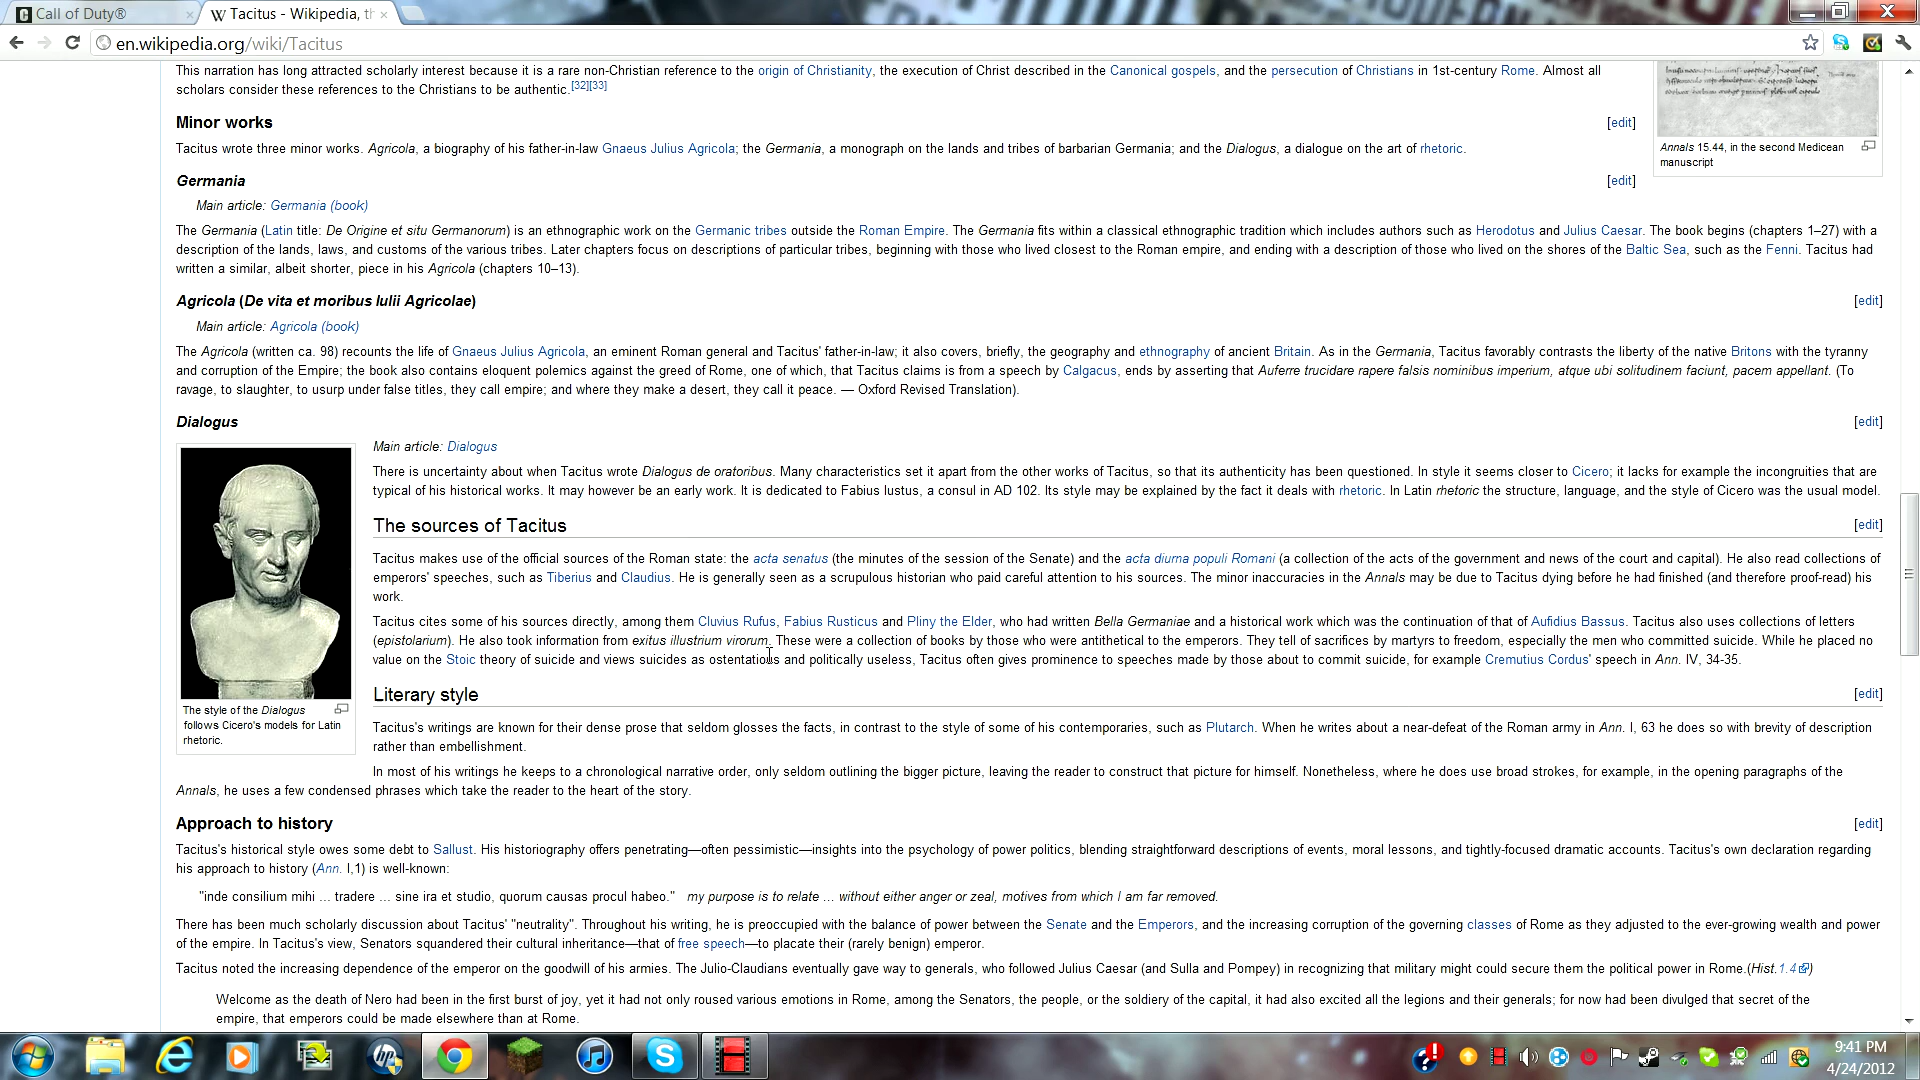 Call of Duty®
Tacitus - Wikipedia, th
en.wikipedia.org/wiki/Tacitus
This narration has long attracted scholarly interest because it is a rare non-Christian reference to the origin of Christianity, the execution of Christ described in the Canonical gospels, and the persecution of Christians in 1st-century Rome. Almost all
scholars consider these references to the Christians to be authentic.[32][33]
Annals 15.44, in the second Medicean
manuscript
Minor works [edit]
Tacitus wrote three minor works. Agricola, a biography of his father-in-law Gnaeus Julius Agricola; the Germania, a monograph on the lands and tribes of barbarian Germania; and the Dialogus, a dialogue on the art of rhetoric.
Germania [edit]
Main article: Germania (book)
The Germania (Latin title: De Origine et situ Germanorum) is an ethnographic work on the Germanic tribes outside the Roman Empire. The Germania fits within a classical ethnographic tradition which includes authors such as Herodotus and Julius Caesar. The book begins (chapters 1–27) with a
description of the lands, laws, and customs of the various tribes. Later chapters focus on descriptions of particular tribes, beginning with those who lived closest to the Roman empire, and ending with a description of those who lived on the shores of the Baltic Sea, such as the Fenni. Tacitus had
written a similar, albeit shorter, piece in his Agricola (chapters 10–13).
Agricola (De vita et moribus Iulii Agricolae) [edit]
Main article: Agricola (book)
The Agricola (written ca. 98) recounts the life of Gnaeus Julius Agricola, an eminent Roman general and Tacitus' father-in-law; it also covers, briefly, the geography and ethnography of ancient Britain. As in the Germania, Tacitus favorably contrasts the liberty of the native Britons with the tyranny
and corruption of the Empire; the book also contains eloquent polemics against the greed of Rome, one of which, that Tacitus claims is from a speech by Calgacus, ends by asserting that Auferre trucidare rapere falsis nominibus imperium, atque ubi solitudinem faciunt, pacem appellant. (To
ravage, to slaughter, to usurp under false titles, they call empire; and where they make a desert, they call it peace. — Oxford Revised Translation).
Dialogus [edit]
Main article: Dialogus
There is uncertainty about when Tacitus wrote Dialogus de oratoribus. Many characteristics set it apart from the other works of Tacitus, so that its authenticity has been questioned. In style it seems closer to Cicero; it lacks for example the incongruities that are
typical of his historical works. It may however be an early work. It is dedicated to Fabius Iustus, a consul in AD 102. Its style may be explained by the fact it deals with rhetoric. In Latin rhetoric the structure, language, and the style of Cicero was the usual model.
The style of the Dialogus
follows Cicero's models for Latin
rhetoric.
The sources of Tacitus [edit]
Tacitus makes use of the official sources of the Roman state: the acta senatus (the minutes of the session of the Senate) and the acta diurna populi Romani (a collection of the acts of the government and news of the court and capital). He also read collections of
emperors' speeches, such as Tiberius and Claudius. He is generally seen as a scrupulous historian who paid careful attention to his sources. The minor inaccuracies in the Annals may be due to Tacitus dying before he had finished (and therefore proof-read) his
work.
Tacitus cites some of his sources directly, among them Cluvius Rufus, Fabius Rusticus and Pliny the Elder, who had written Bella Germaniae and a historical work which was the continuation of that of Aufidius Bassus. Tacitus also uses collections of letters
(epistolarium). He also took information from exitus illustrium virorum. These were a collection of books by those who were antithetical to the emperors. They tell of sacrifices by martyrs to freedom, especially the men who committed suicide. While he placed no
value on the Stoic theory of suicide and views suicides as ostentatious and politically useless, Tacitus often gives prominence to speeches made by those about to commit suicide, for example Cremutius Cordus' speech in Ann. IV, 34-35.
Literary style [edit]
Tacitus's writings are known for their dense prose that seldom glosses the facts, in contrast to the style of some of his contemporaries, such as Plutarch. When he writes about a near-defeat of the Roman army in Ann. I, 63 he does so with brevity of description
rather than embellishment.
In most of his writings he keeps to a chronological narrative order, only seldom outlining the bigger picture, leaving the reader to construct that picture for himself. Nonetheless, where he does use broad strokes, for example, in the opening paragraphs of the
Annals, he uses a few condensed phrases which take the reader to the heart of the story.
Approach to history [edit]
Tacitus's historical style owes some debt to Sallust. His historiography offers penetrating—often pessimistic—insights into the psychology of power politics, blending straightforward descriptions of events, moral lessons, and tightly-focused dramatic accounts. Tacitus's own declaration regarding
his approach to history (Ann. I,1) is well-known:
"inde consilium mihi ... tradere ... sine ira et studio, quorum causas procul habeo." my purpose is to relate ... without either anger or zeal, motives from which I am far removed.
There has been much scholarly discussion about Tacitus' "neutrality". Throughout his writing, he is preoccupied with the balance of power between the Senate and the Emperors, and the increasing corruption of the governing classes of Rome as they adjusted to the ever-growing wealth and power
of the empire. In Tacitus's view, Senators squandered their cultural inheritance—that of free speech—to placate their (rarely benign) emperor.
Tacitus noted the increasing dependence of the emperor on the goodwill of his armies. The Julio-Claudians eventually gave way to generals, who followed Julius Caesar (and Sulla and Pompey) in recognizing that military might could secure them the political power in Rome.(Hist.1.4)
Welcome as the death of Nero had been in the first burst of joy, yet it had not only roused various emotions in Rome, among the Senators, the people, or the soldiery of the capital, it had also excited all the legions and their generals; for now had been divulged that secret of the
empire, that emperors could be made elsewhere than at Rome.
9:41 PM
4/24/2012